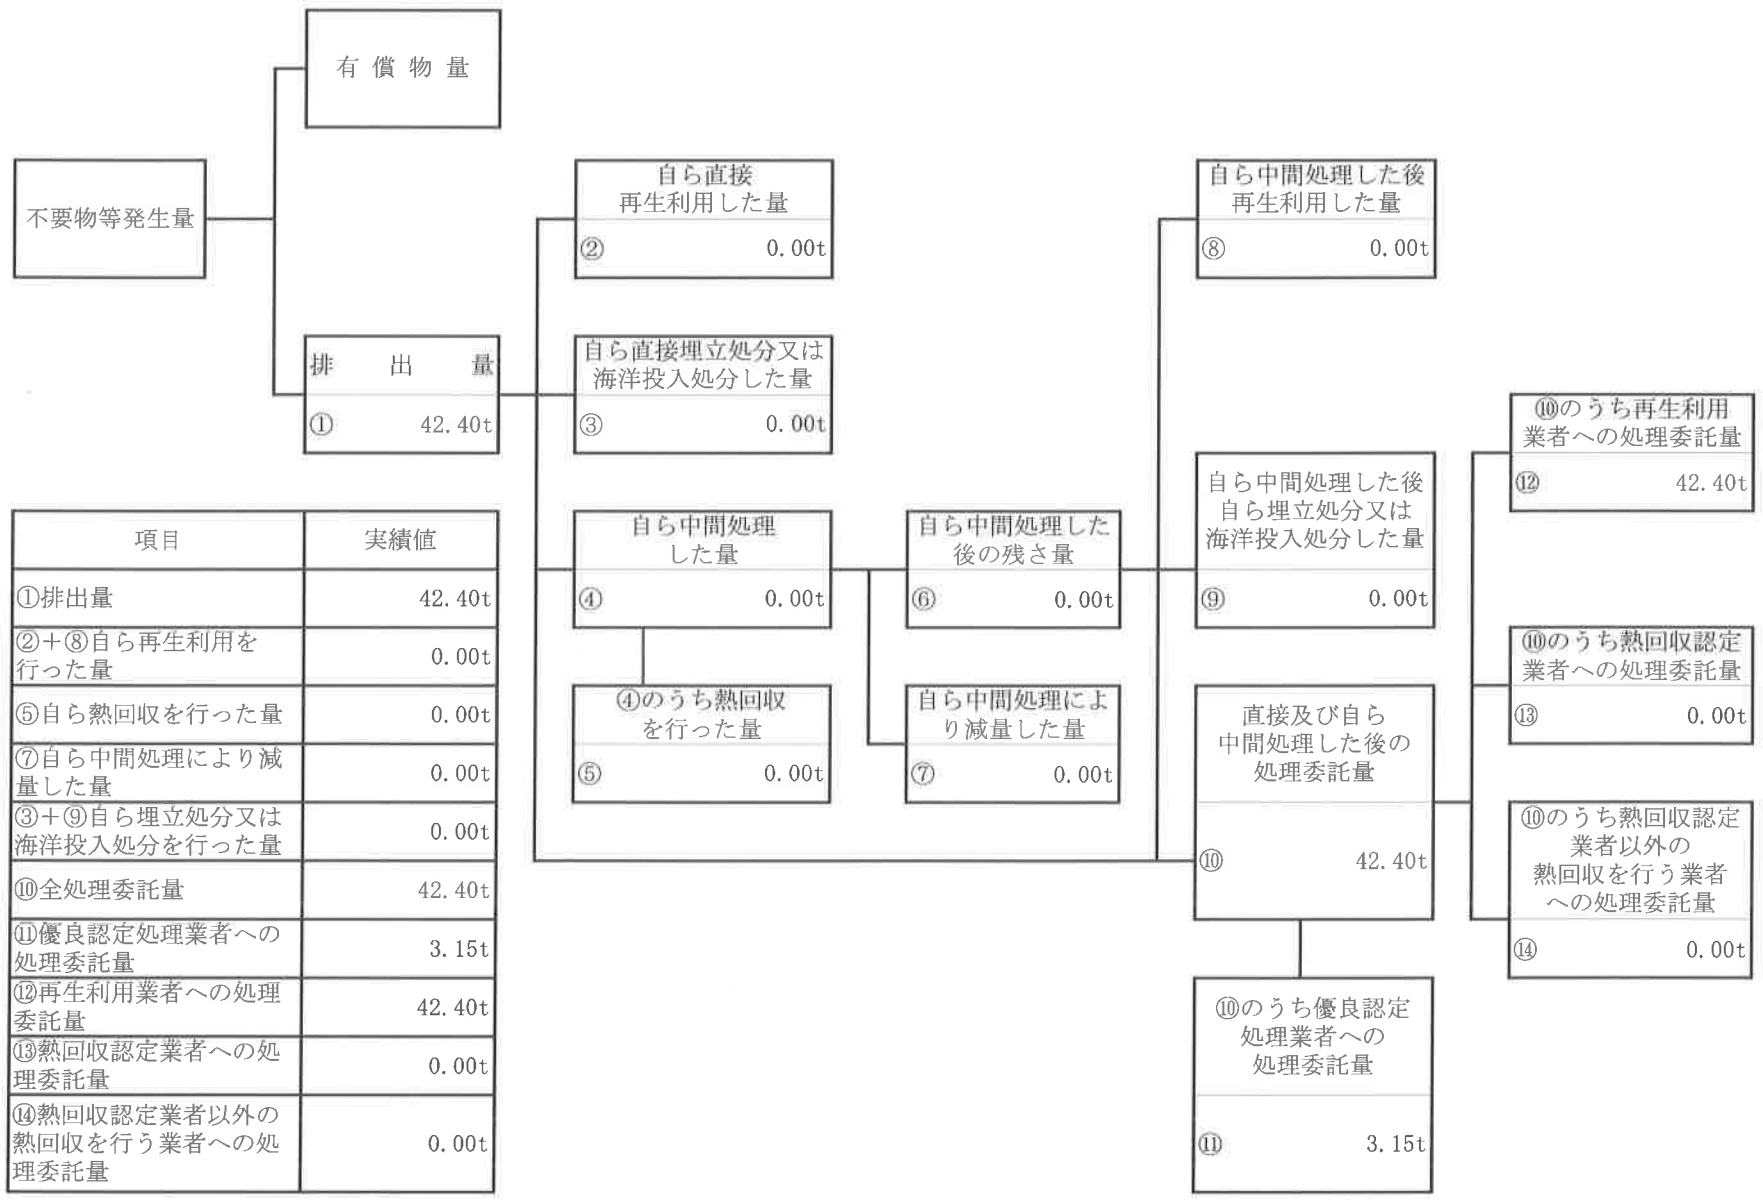 有償物量
不要物等発生量
排出量
① 42.40t
自ら直接
再生利用した量
② 0.00t
自ら直接埋立処分又は
海洋投入処分した量
③ 0.00t
自ら中間処理
した量
④ 0.00t
④のうち熱回収
を行った量
⑤ 0.00t
自ら中間処理した
後の残さ量
⑥ 0.00t
自ら中間処理によ
り減量した量
⑦ 0.00t
自ら中間処理した後
再生利用した量
⑧ 0.00t
自ら中間処理した後
自ら埋立処分又は
海洋投入処分した量
⑨ 0.00t
直接及び自ら
中間処理した後の
処理委託量
⑩ 42.40t
⑩のうち優良認定
処理業者への
処理委託量
⑪ 3.15t
⑩のうち再生利用
業者への処理委託量
⑫ 42.40t
⑩のうち熱回収認定
業者への処理委託量
⑬ 0.00t
⑩のうち熱回収認定
業者以外の
熱回収を行う業者
への処理委託量
⑭ 0.00t
項目 実績値
①排出量 42.40t
②＋⑧自ら再生利用を
行った量 0.00t
⑤自ら熱回収を行った量 0.00t
⑦自ら中間処理により減
量した量 0.00t
③＋⑨自ら埋立処分又は
海洋投入処分を行った量 0.00t
⑩全処理委託量 42.40t
⑪優良認定処理業者への
処理委託量 3.15t
⑫再生利用業者への処理
委託量 42.40t
⑬熱回収認定業者への処
理委託量 0.00t
⑭熱回収認定業者以外の
熱回収を行う業者への処
理委託量 0.00t